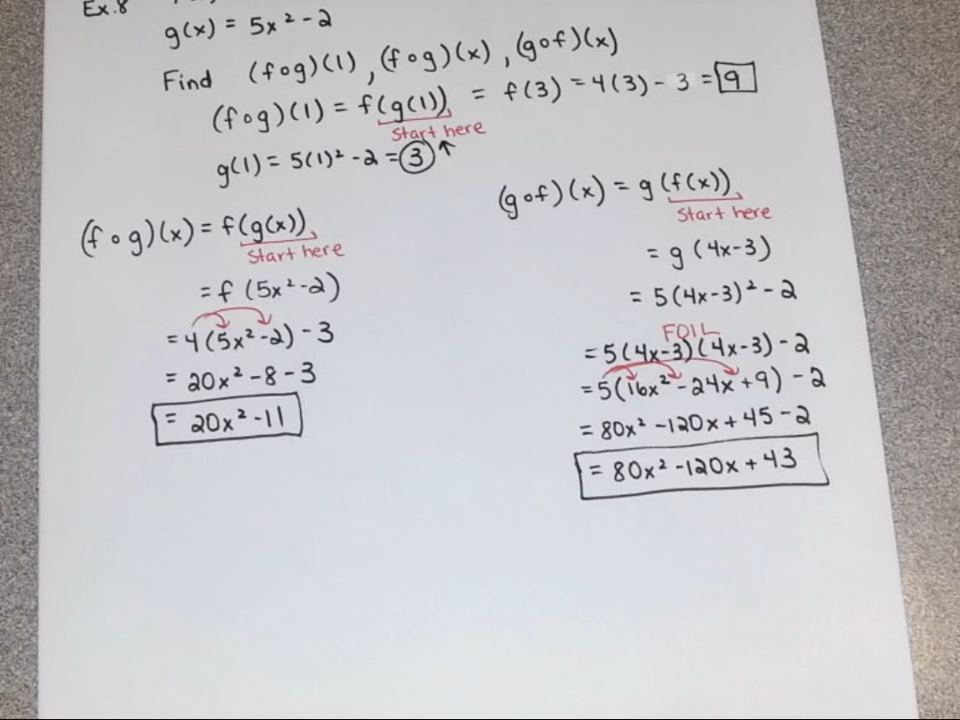 Ex.8
g(x) = 5x² - 2
Find (f∘g)(1), (f∘g)(x), (g∘f)(x)
(f∘g)(1) = f(g(1)) = f(3) = 4(3) - 3 = 9
Start here
g(1) = 5(1)² - 2 = 3
(f∘g)(x) = f(g(x))
Start here
= f(5x² - 2)
= 4(5x² - 2) - 3
= 20x² - 8 - 3
= 20x² - 11
(g∘f)(x) = g(f(x))
Start here
= g(4x - 3)
= 5(4x - 3)² - 2
FOIL
= 5(4x - 3)(4x - 3) - 2
= 5(16x² - 24x + 9) - 2
= 80x² - 120x + 45 - 2
= 80x² - 120x + 43